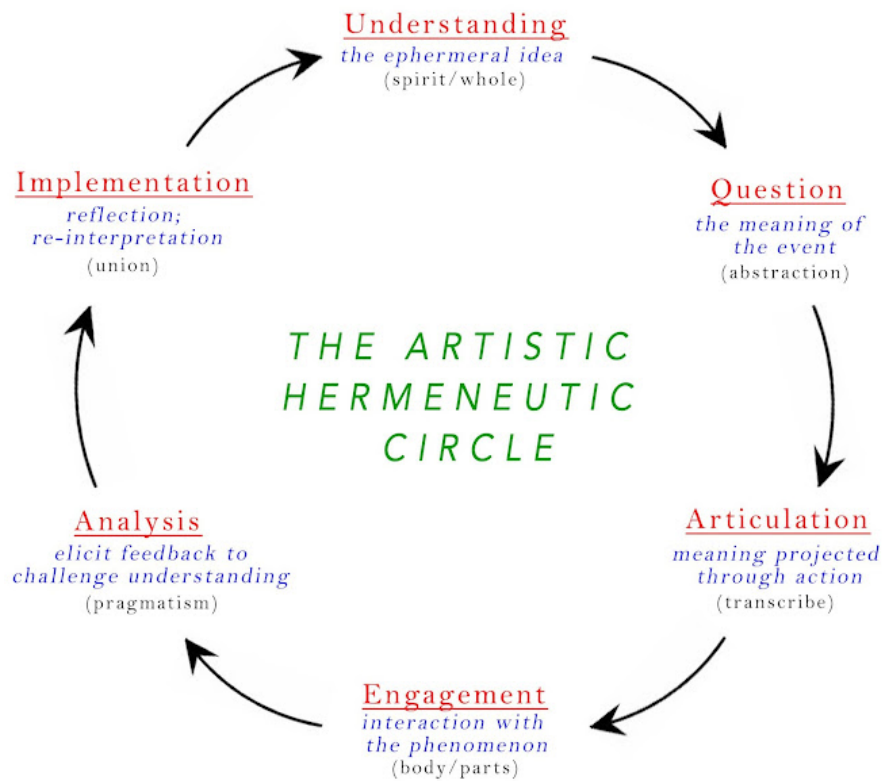 Understanding
the ephermeral idea
(spirit/whole)
Question
the meaning of
the event
(abstraction)
Articulation
meaning projected
through action
(transcribe)
Engagement
interaction with
the phenomenon
(body/parts)
Analysis
elicit feedback to
challenge understanding
(pragmatism)
Implementation
reflection;
re-interpretation
(union)
THE ARTISTIC
HERMENEUTIC
CIRCLE